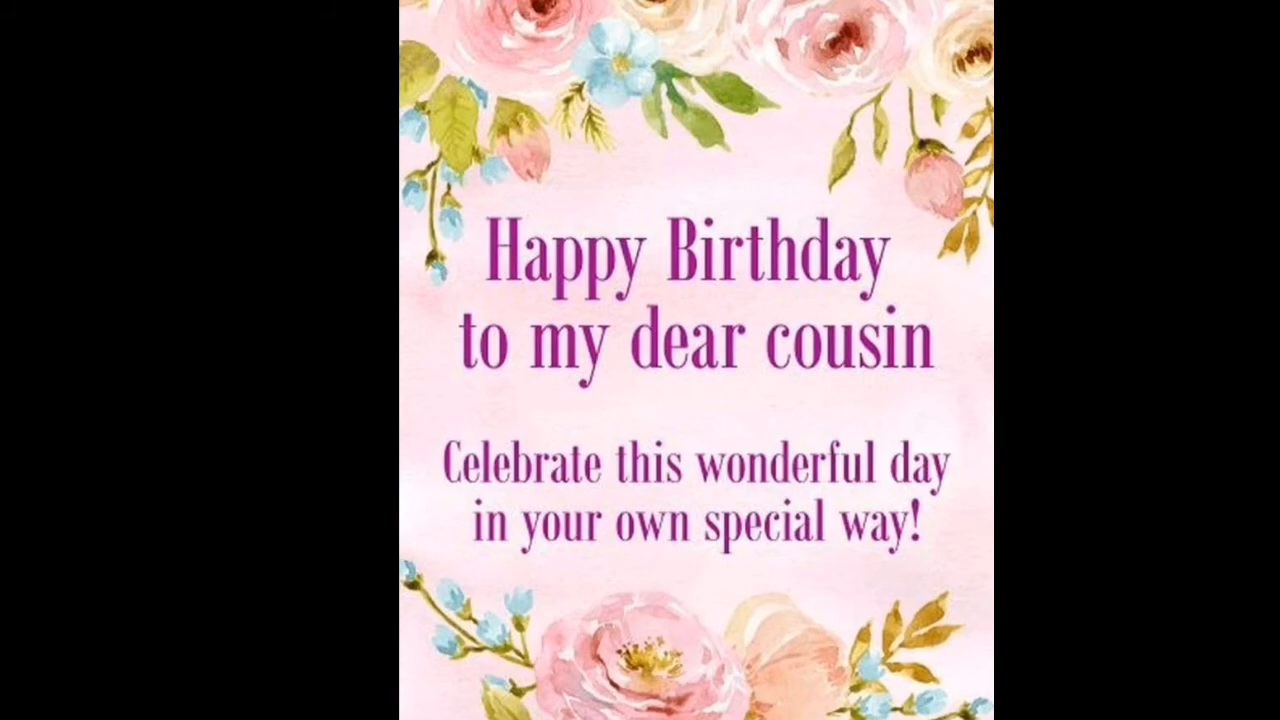 Happy Birthday
to my dear cousin
Celebrate this wonderful day
in your own special way!